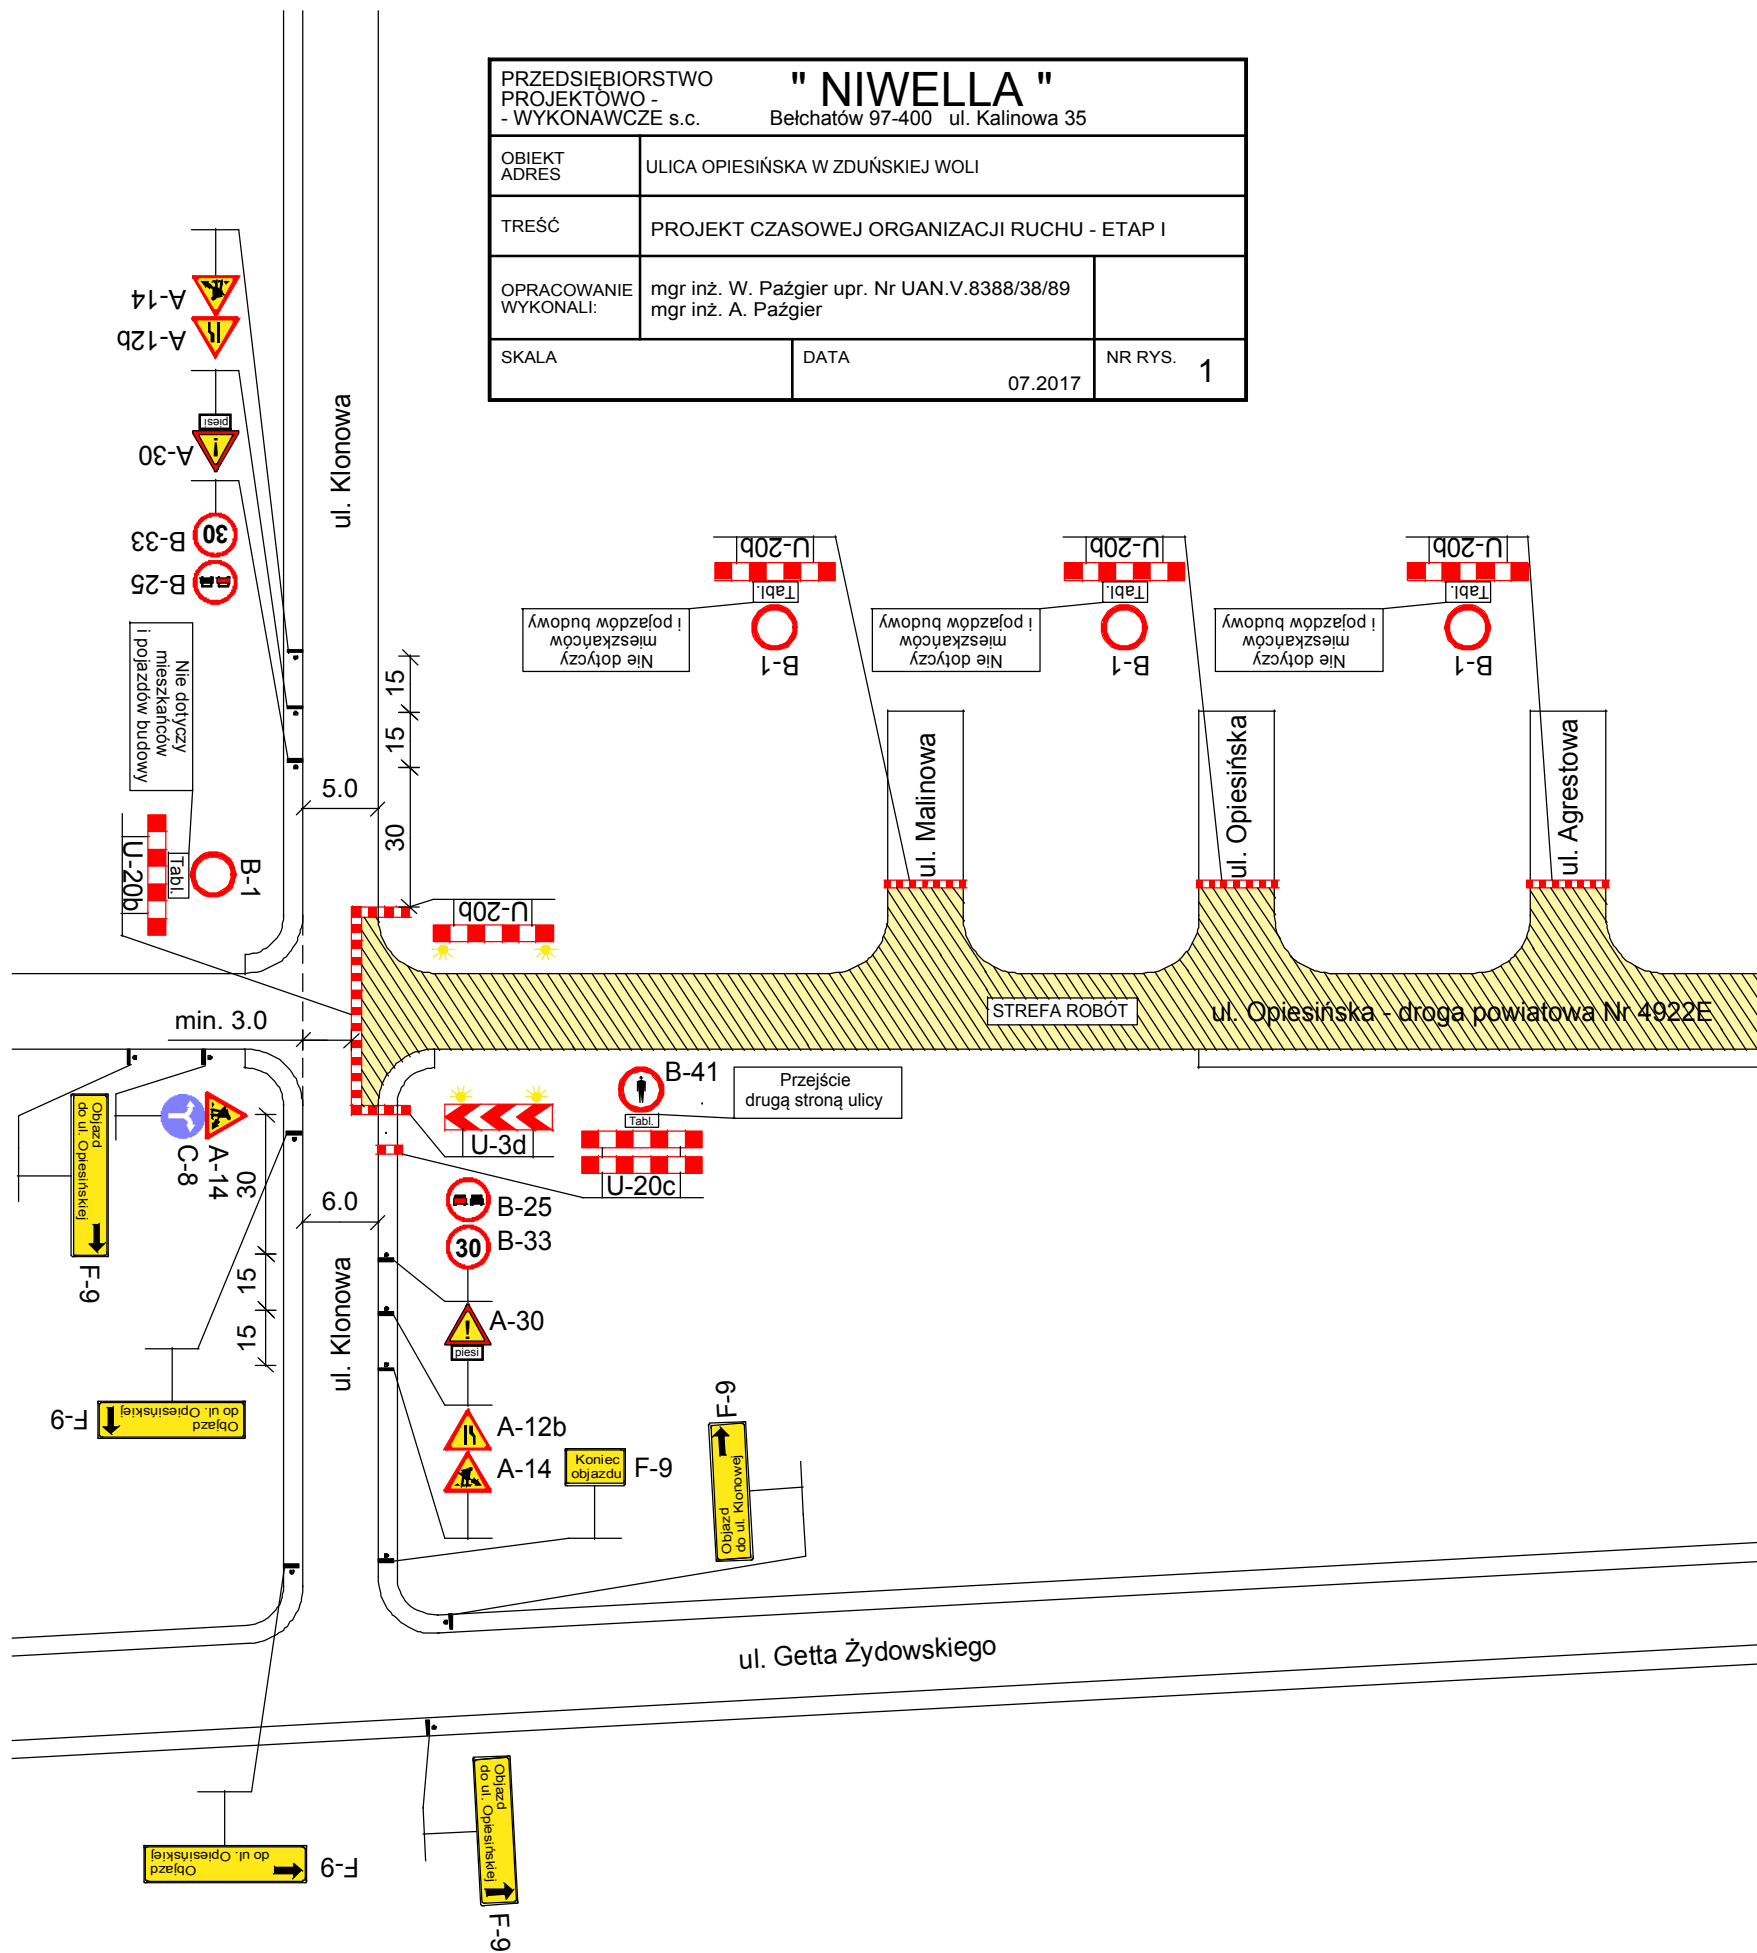 PRZEDSIĘBIORSTWO
PROJEKTOWO -
- WYKONAWCZE s.c.
" NIWELLA "
Bełchatów 97-400 ul. Kalinowa 35
OBIEKT
ADRES
ULICA OPIESIŃSKA W ZDUŃSKIEJ WOLI
TREŚĆ
PROJEKT CZASOWEJ ORGANIZACJI RUCHU - ETAP I
OPRACOWANIE
WYKONALI:
mgr inż. W. Paźgier upr. Nr UAN.V.8388/38/89
mgr inż. A. Paźgier
SKALA
DATA
07.2017
NR RYS.
1
A-14
A-12b
piesi
A-30
30
B-33
B-25
ul. Klonowa
Nie dotyczy
mieszkańców
i pojazdów budowy
U-20b
Tabl.
B-1
15
15
30
5.0
U-20b
Tabl.
B-1
Nie dotyczy
mieszkańców
i pojazdów budowy
U-20b
Tabl.
B-1
Nie dotyczy
mieszkańców
i pojazdów budowy
U-20b
Tabl.
B-1
Nie dotyczy
mieszkańców
i pojazdów budowy
ul. Malinowa
ul. Opiesińska
ul. Agrestowa
U-20b
STREFA ROBÓT
ul. Opiesińska - droga powiatowa Nr 4922E
min. 3.0
Objazd
do ul. Opiesińskiej
F-9
C-8
A-14
30
15
15
6.0
ul. Klonowa
U-3d
B-41
Tabl.
Przejście
drugą stroną ulicy
U-20c
B-25
30
B-33
A-30
piesi
A-12b
A-14
Koniec
objazdu
F-9
F-9
Objazd
do ul. Klonowej
Objazd
do ul. Opiesińskiej
F-9
ul. Getta Żydowskiego
Objazd
do ul. Opiesińskiej
F-9
Objazd
do ul. Opiesińskiej
F-9